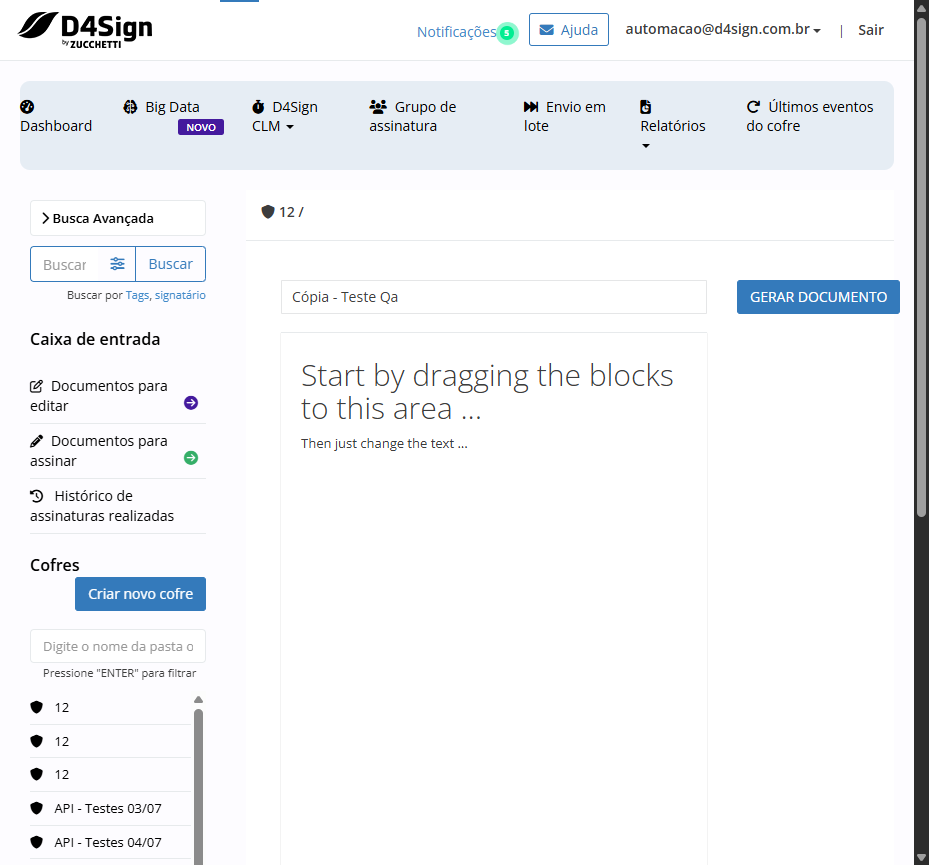 D4Sign
by ZUCCHETTI
Notificações 5
Ajuda
automacao@d4sign.com.br
|
Sair
Dashboard
Big Data
NOVO
D4Sign
CLM
Grupo de
assinatura
Envio em
lote
Relatórios
Últimos eventos
do cofre
Busca Avançada
Buscar
Buscar
Buscar por Tags, signatário
Caixa de entrada
Documentos para
editar
Documentos para
assinar
Histórico de
assinaturas realizadas
Cofres
Criar novo cofre
Digite o nome da pasta o
Pressione "ENTER" para filtrar
12
12
12
API - Testes 03/07
API - Testes 04/07
12 /
Cópia - Teste Qa
GERAR DOCUMENTO
Start by dragging the blocks
to this area ...
Then just change the text ...